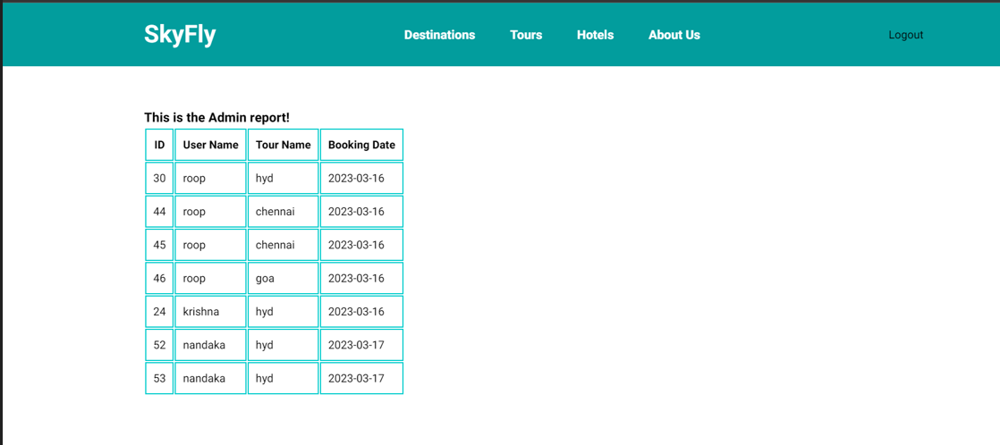 SkyFly Destinations Tours Hotels About Us Logout
This is the Admin report!
ID User Name Tour Name Booking Date
30 roop hyd 2023-03-16
44 roop chennai 2023-03-16
45 roop chennai 2023-03-16
46 roop goa 2023-03-16
24 krishna hyd 2023-03-16
52 nandaka hyd 2023-03-17
53 nandaka hyd 2023-03-17